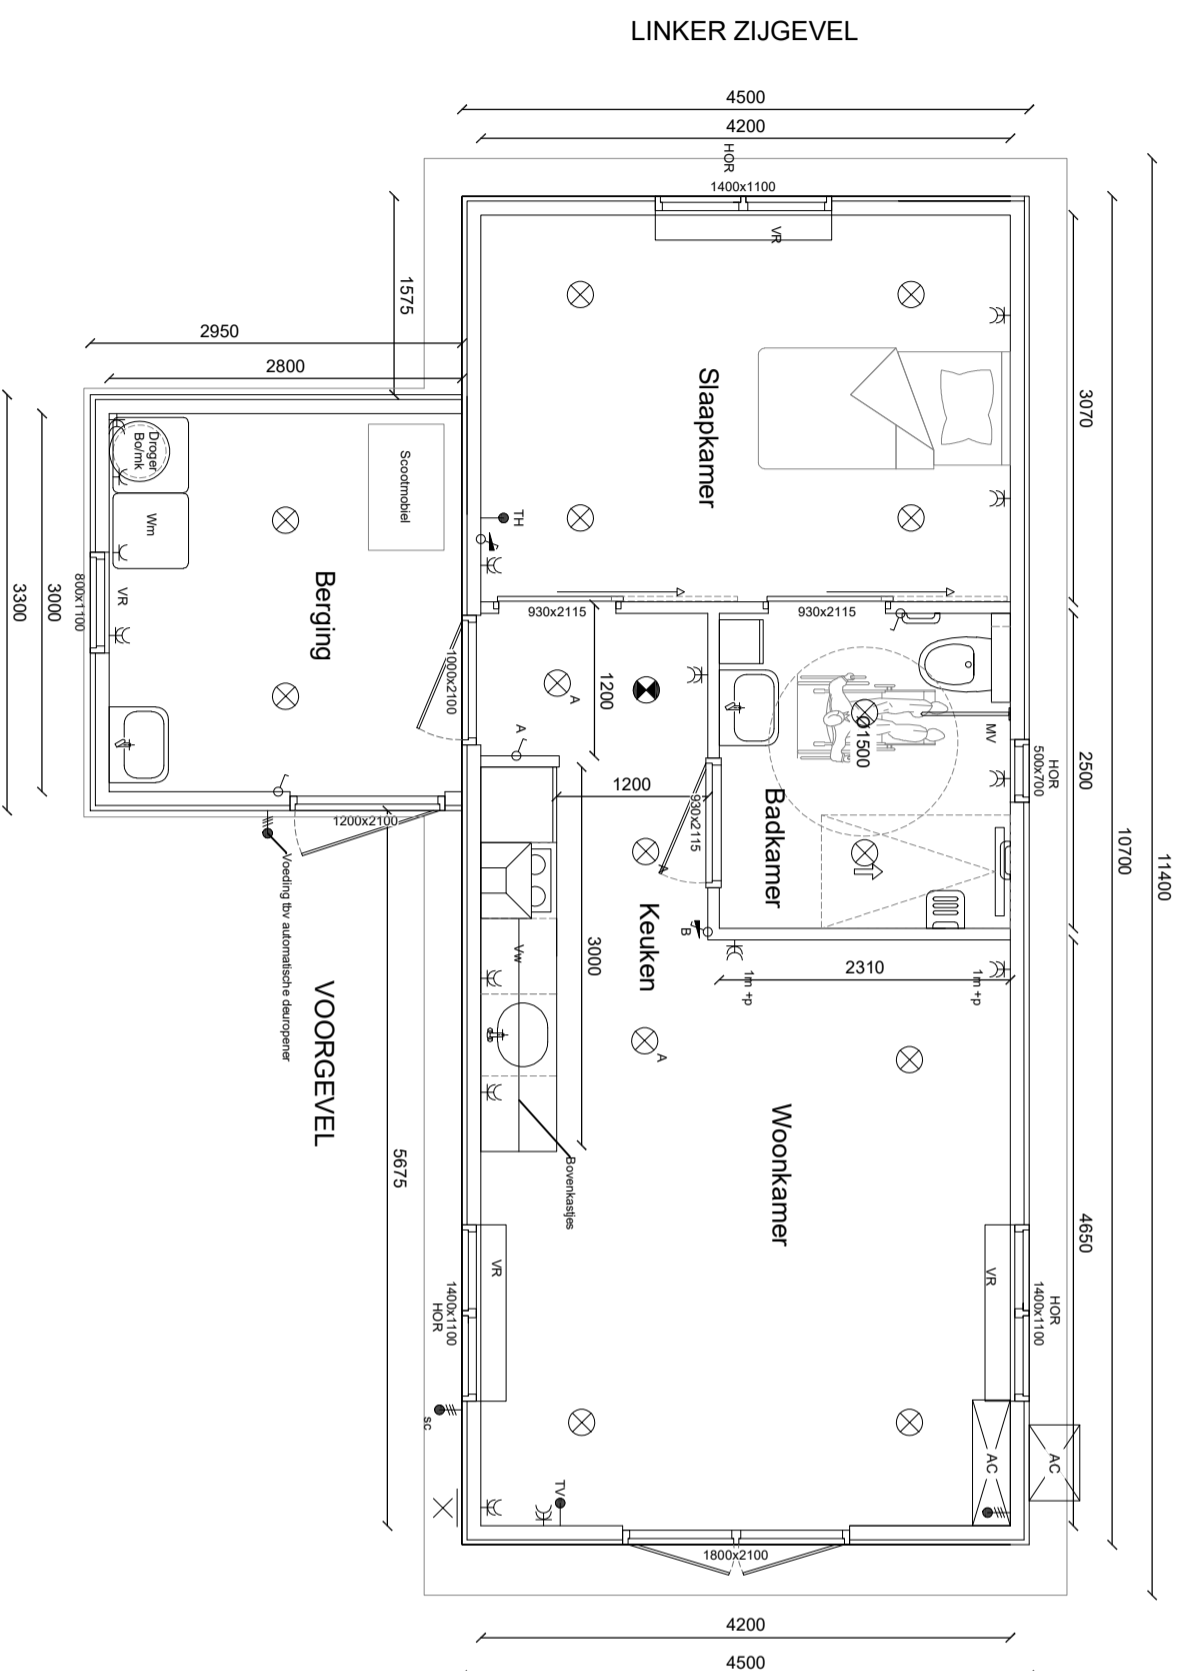 LINKER ZIJGEVEL
4500
4200
HOR
1400x1100
VR
1575
2950
2800
Slaapkamer
3070
Droger
Bo/mk
Wm
Scootmobiel
TH
VR
800x1100
3000
3300
Berging
1000x2100
930x2115
930x2115
1200
A
A
1200
Ø1500
MV
HOR
500x700
2500
10700
11400
1200x2100
Voeding tbv automatische deuropener
VOORGEVEL
930x2115
Badkamer
A
Keuken
B
Vw
3000
1m +p
2310
1m +p
A
Bovenkastjes
Woonkamer
5675
4650
VR
1400x1100
HOR
VR
HOR
1400x1100
sc
TV
AC
AC
1800x2100
4200
4500